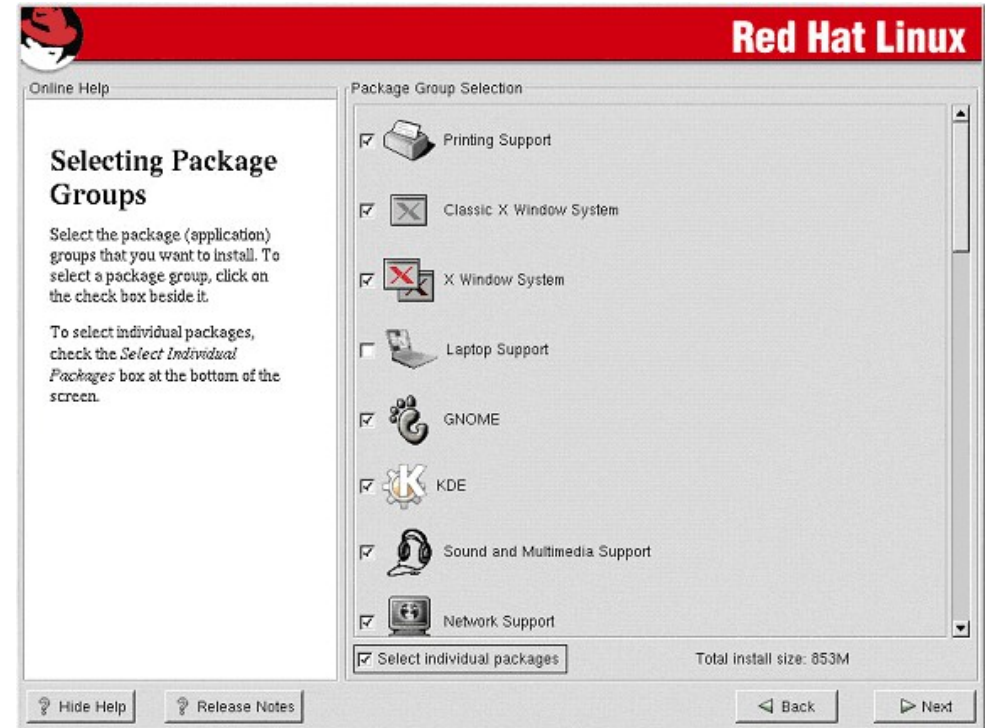 Red Hat Linux
Online Help
Selecting Package
Groups
Select the package (application)
groups that you want to install. To
select a package group, click on
the check box beside it.
To select individual packages,
check the Select Individual
Packages box at the bottom of the
screen.
Package Group Selection
Printing Support
Classic X Window System
X Window System
Laptop Support
GNOME
KDE
Sound and Multimedia Support
Network Support
Select individual packages
Total install size: 853M
Hide Help
Release Notes
Back
Next